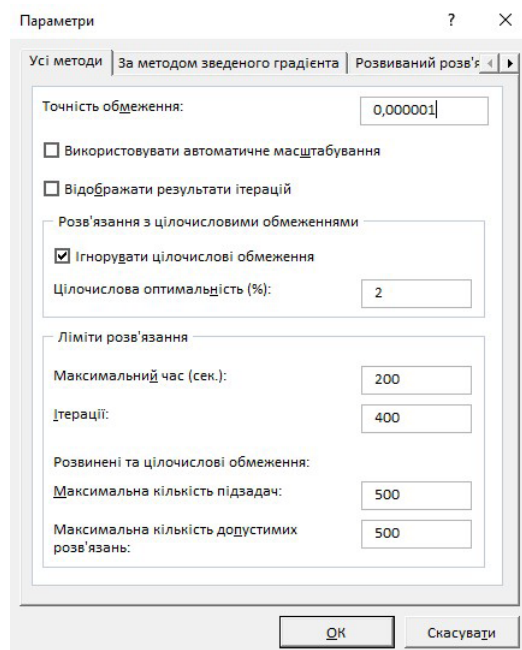 Параметри ?
Усі методи За методом зведеного градієнта Розвиваний розв'я
Точність обмеження: 0,000001
Використовувати автоматичне масштабування
Відображати результати ітерацій
Розв'язання з цілочисловими обмеженнями
Ігнорувати цілочислові обмеження
Цілочислова оптимальність (%): 2
Ліміти розв'язання
Максимальний час (сек.): 200
Ітерації: 400
Розвинені та цілочислові обмеження:
Максимальна кількість підзадач: 500
Максимальна кількість допустимих
розв'язань: 500
ОК Скасувати